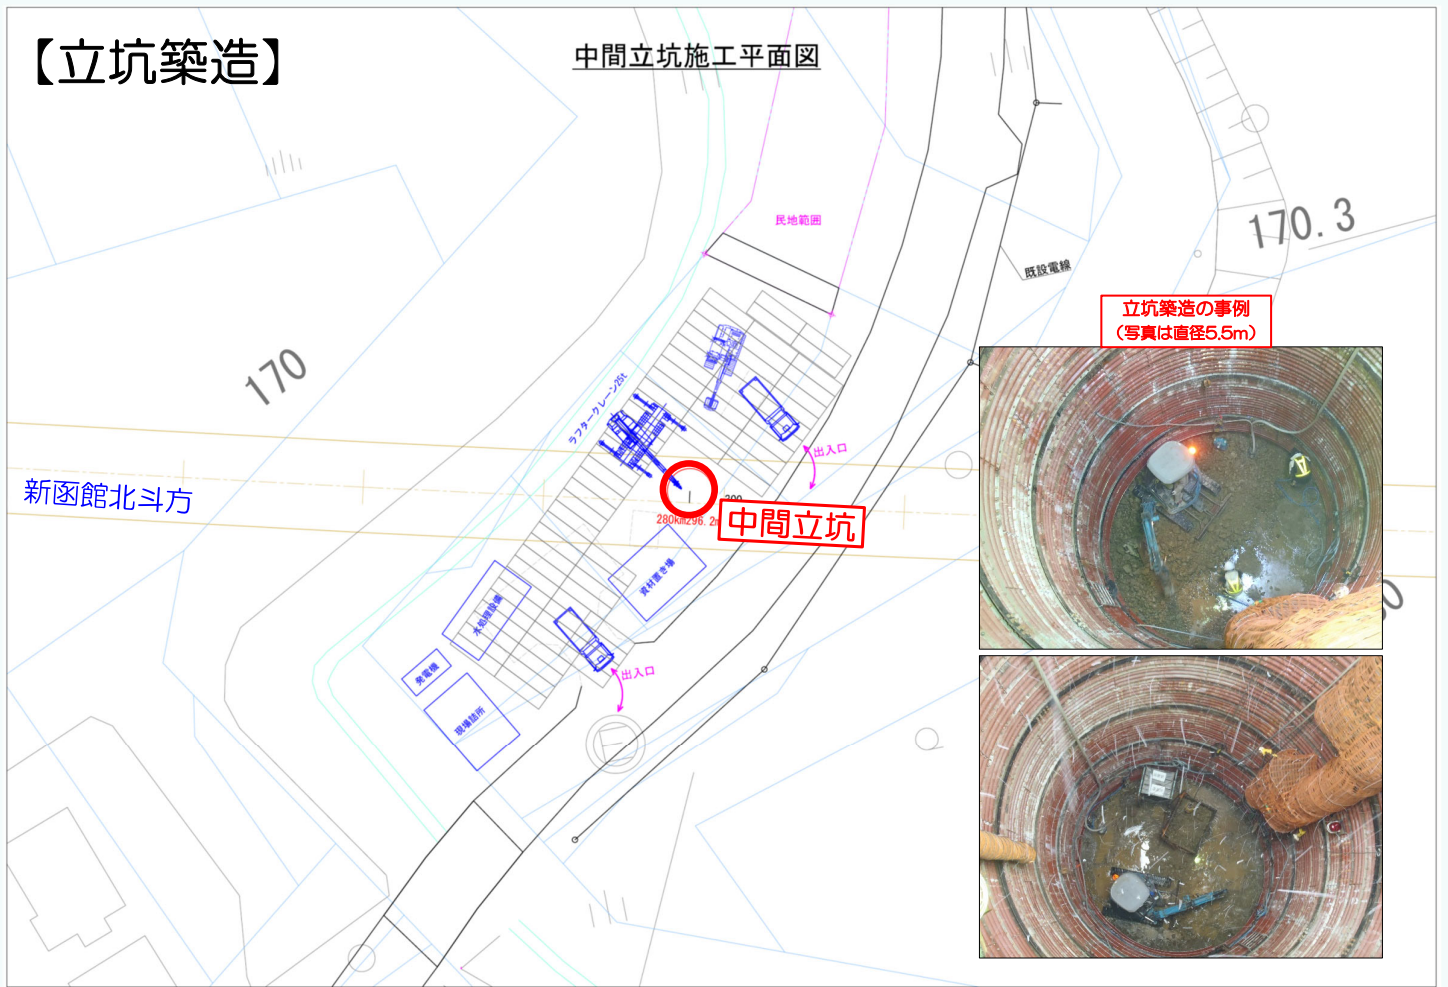 【立坑築造】
中間立坑施工平面図
民地範囲
170.3
既設電線
立坑築造の事例
（写真は直径5.5m）
170
ラフタークレーン25t
出入口
新函館北斗方
280km296.2m
中間立坑
資材置き場
水処理設備
発電機
出入口
現場詰所